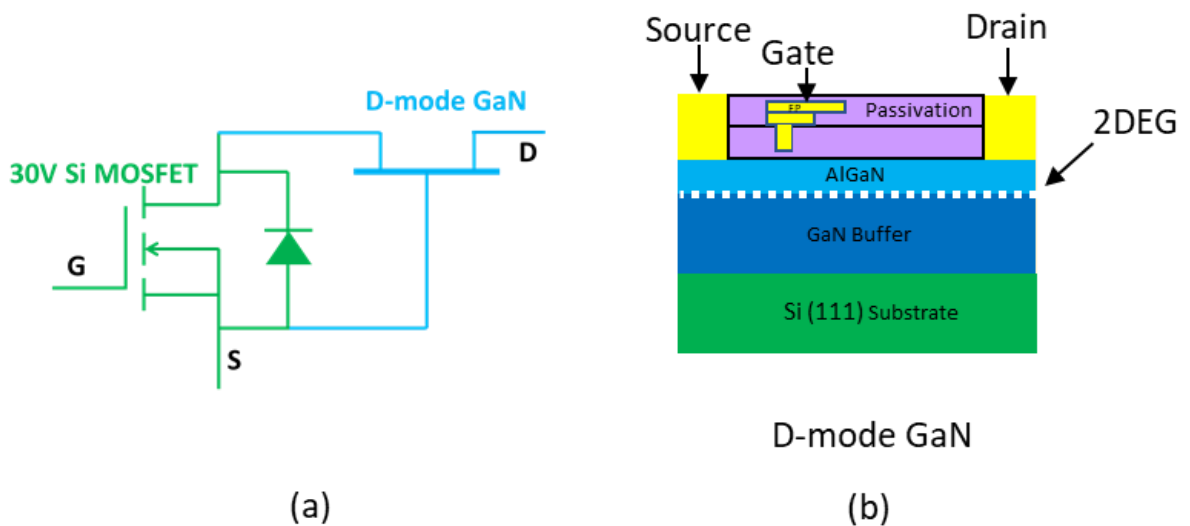 D-mode GaN
D
30V Si MOSFET
G
S
(a)
Source
Gate
Drain
FP
Passivation
2DEG
AlGaN
GaN Buffer
Si (111) Substrate
D-mode GaN
(b)